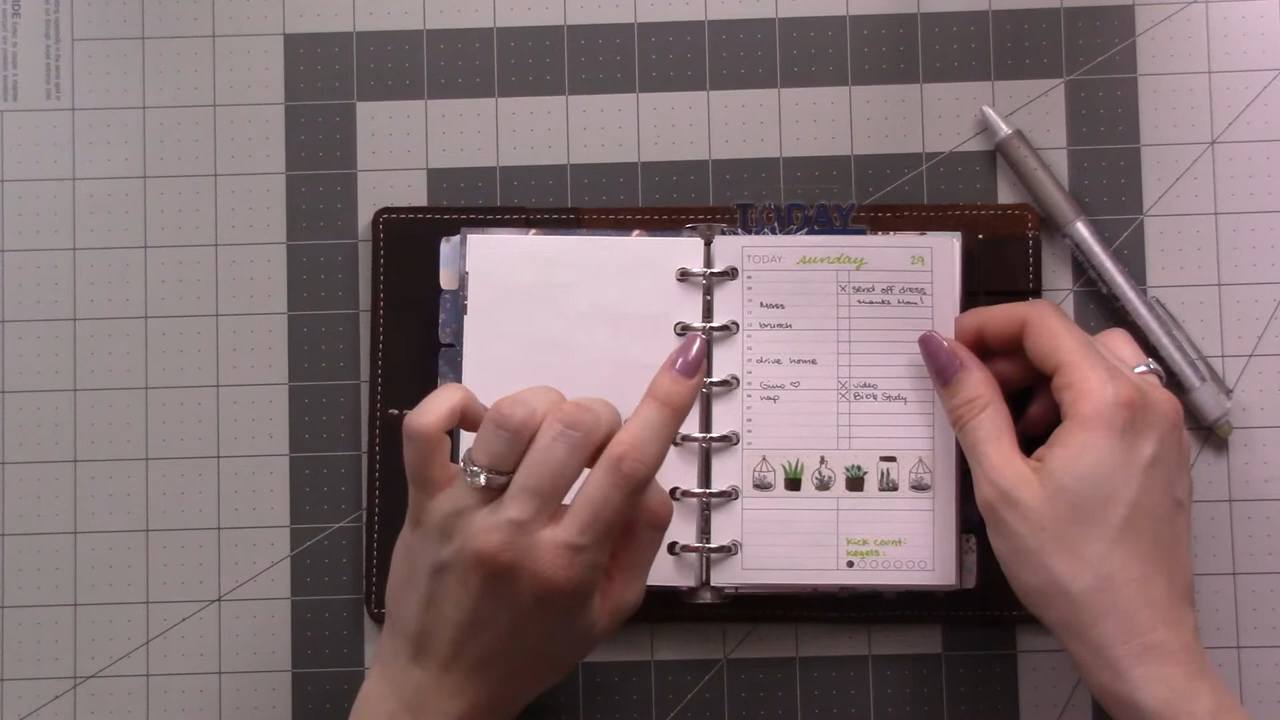 TODAY
TODAY: sunday 29
X send off dress
thanks Mom!
Mass
brunch
drive home
Gino ♡ X video
nap X Bible Study
Kick count:
Kegels: